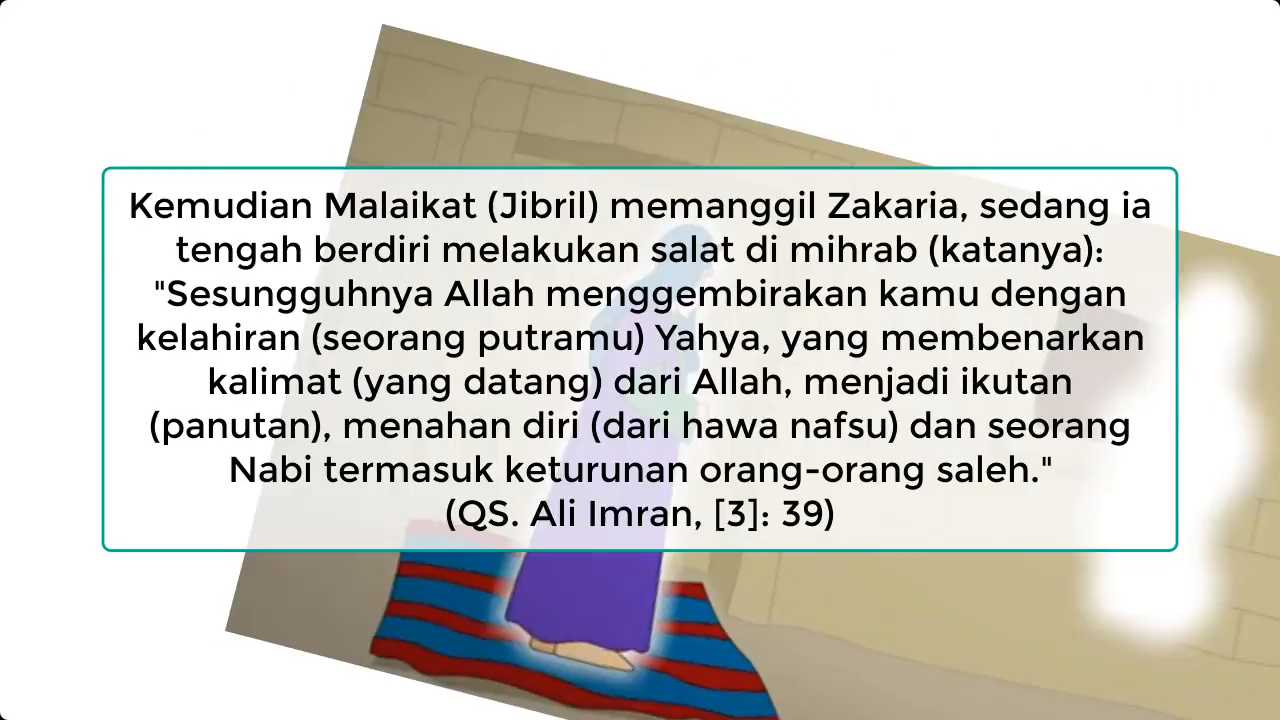 Kemudian Malaikat (Jibril) memanggil Zakaria, sedang ia
tengah berdiri melakukan salat di mihrab (katanya):
"Sesungguhnya Allah menggembirakan kamu dengan
kelahiran (seorang putramu) Yahya, yang membenarkan
kalimat (yang datang) dari Allah, menjadi ikutan
(panutan), menahan diri (dari hawa nafsu) dan seorang
Nabi termasuk keturunan orang-orang saleh."
(QS. Ali Imran, [3]: 39)